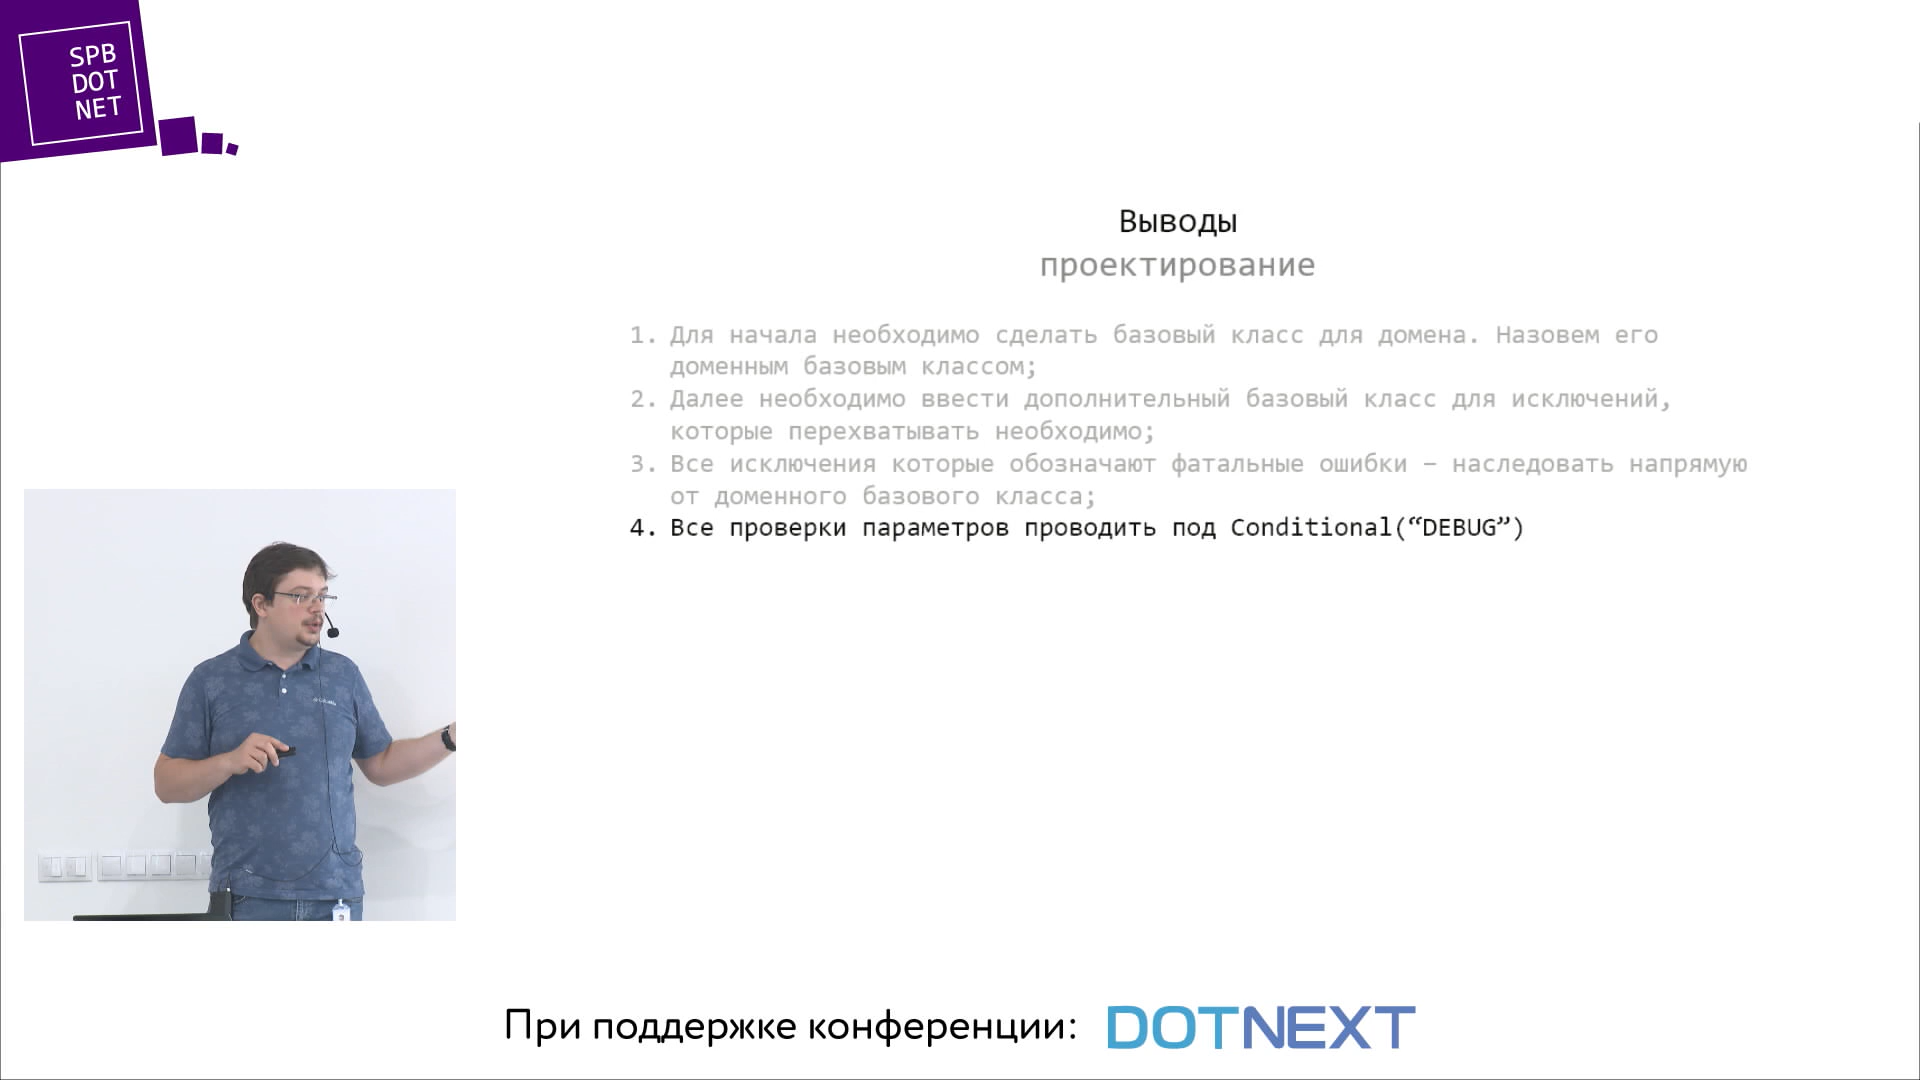 SPB
DOT
NET
Выводы
проектирование
1. Для начала необходимо сделать базовый класс для домена. Назовем его
доменным базовым классом;
2. Далее необходимо ввести дополнительный базовый класс для исключений,
которые перехватывать необходимо;
3. Все исключения которые обозначают фатальные ошибки – наследовать напрямую
от доменного базового класса;
4. Все проверки параметров проводить под Conditional(“DEBUG”)
При поддержке конференции: DOTNEXT